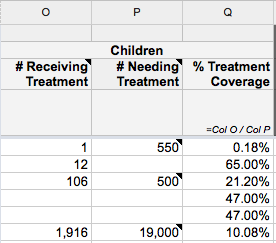 O P Q
Children
# Receiving Treatment # Needing Treatment % Treatment Coverage
=Col O / Col P
1 550 0.18%
12 65.00%
106 500 21.20%
47.00%
47.00%
1,916 19,000 10.08%